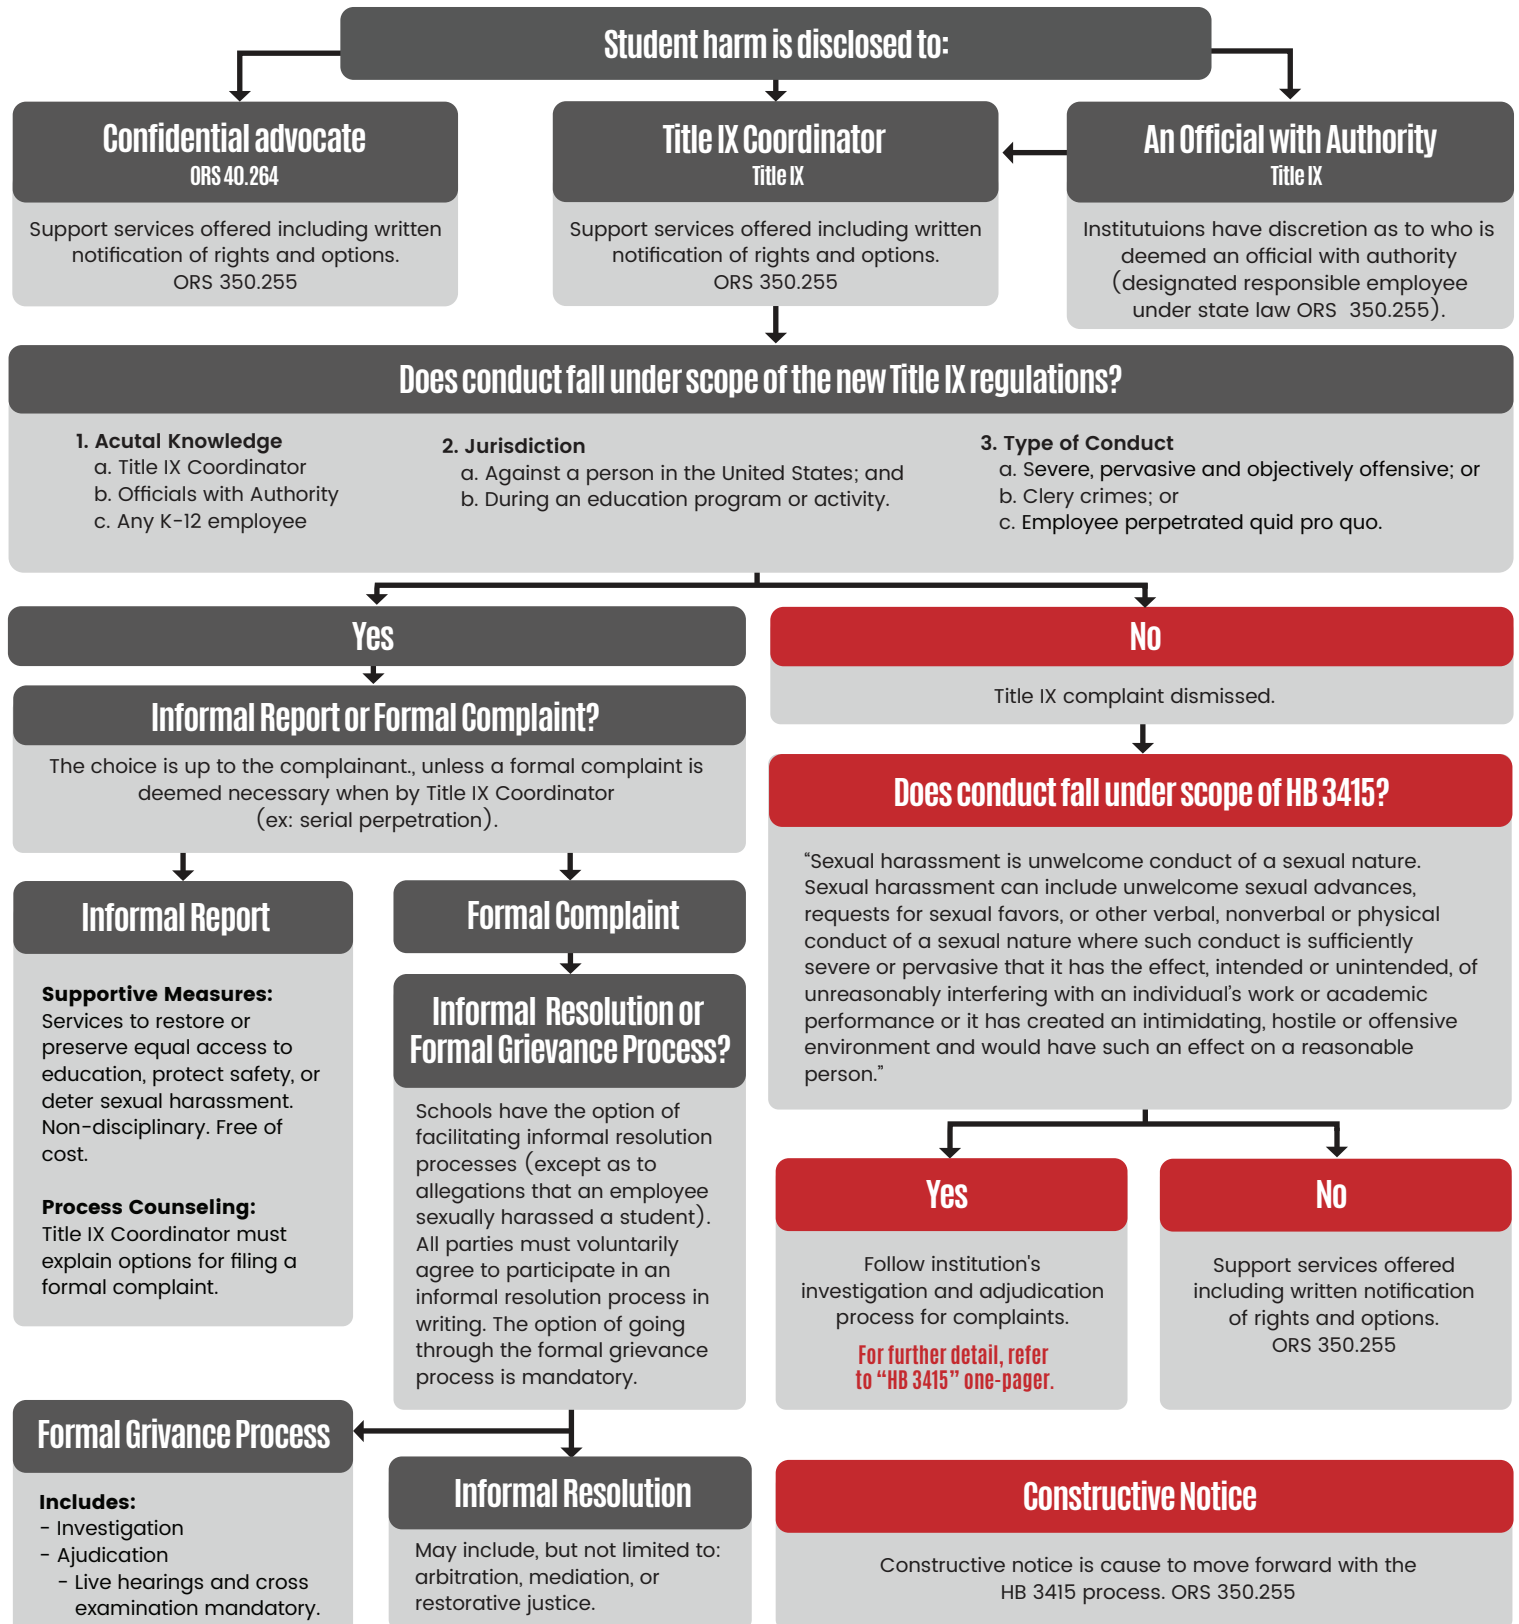 Student harm is disclosed to:
Confidential advocate
ORS 40.264
Support services offered including written
notification of rights and options.
ORS 350.255
Title IX Coordinator
Title IX
Support services offered including written
notification of rights and options.
ORS 350.255
An Official with Authority
Title IX
Institutuions have discretion as to who is
deemed an official with authority
(designated responsible employee
under state law ORS 350.255).
Does conduct fall under scope of the new Title IX regulations?
1. Acutal Knowledge
a. Title IX Coordinator
b. Officials with Authority
c. Any K-12 employee
2. Jurisdiction
a. Against a person in the United States; and
b. During an education program or activity.
3. Type of Conduct
a. Severe, pervasive and objectively offensive; or
b. Clery crimes; or
c. Employee perpetrated quid pro quo.
Yes
Informal Report or Formal Complaint?
The choice is up to the complainant., unless a formal complaint is
deemed necessary when by Title IX Coordinator
(ex: serial perpetration).
Informal Report
Supportive Measures:
Services to restore or
preserve equal access to
education, protect safety, or
deter sexual harassment.
Non-disciplinary. Free of
cost.
Process Counseling:
Title IX Coordinator must
explain options for filing a
formal complaint.
Formal Complaint
Informal Resolution or
Formal Grievance Process?
Schools have the option of
facilitating informal resolution
processes (except as to
allegations that an employee
sexually harassed a student).
All parties must voluntarily
agree to participate in an
informal resolution process in
writing. The option of going
through the formal grievance
process is mandatory.
Formal Grivance Process
Includes:
- Investigation
- Ajudication
- Live hearings and cross
examination mandatory.
Informal Resolution
May include, but not limited to:
arbitration, mediation, or
restorative justice.
No
Title IX complaint dismissed.
Does conduct fall under scope of HB 3415?
“Sexual harassment is unwelcome conduct of a sexual nature.
Sexual harassment can include unwelcome sexual advances,
requests for sexual favors, or other verbal, nonverbal or physical
conduct of a sexual nature where such conduct is sufficiently
severe or pervasive that it has the effect, intended or unintended, of
unreasonably interfering with an individual's work or academic
performance or it has created an intimidating, hostile or offensive
environment and would have such an effect on a reasonable
person.”
Yes
Follow institution's
investigation and adjudication
process for complaints.
For further detail, refer
to “HB 3415” one-pager.
No
Support services offered
including written notification
of rights and options.
ORS 350.255
Constructive Notice
Constructive notice is cause to move forward with the
HB 3415 process. ORS 350.255